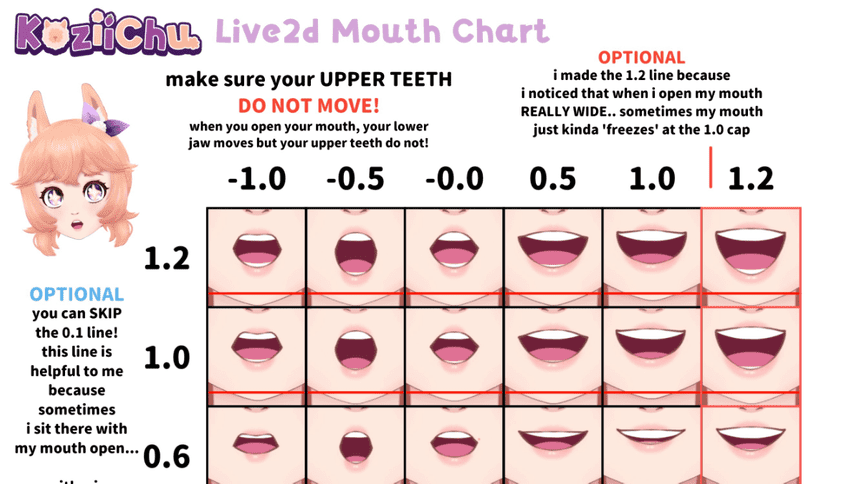 KoziiChu Live2d Mouth Chart
make sure your UPPER TEETH
DO NOT MOVE!
when you open your mouth, your lower
jaw moves but your upper teeth do not!
OPTIONAL
i made the 1.2 line because
i noticed that when i open my mouth
REALLY WIDE.. sometimes my mouth
just kinda 'freezes' at the 1.0 cap
-1.0 -0.5 -0.0 0.5 1.0 1.2
1.2
1.0
0.6
OPTIONAL
you can SKIP
the 0.1 line!
this line is
helpful to me
because
sometimes
i sit there with
my mouth open...